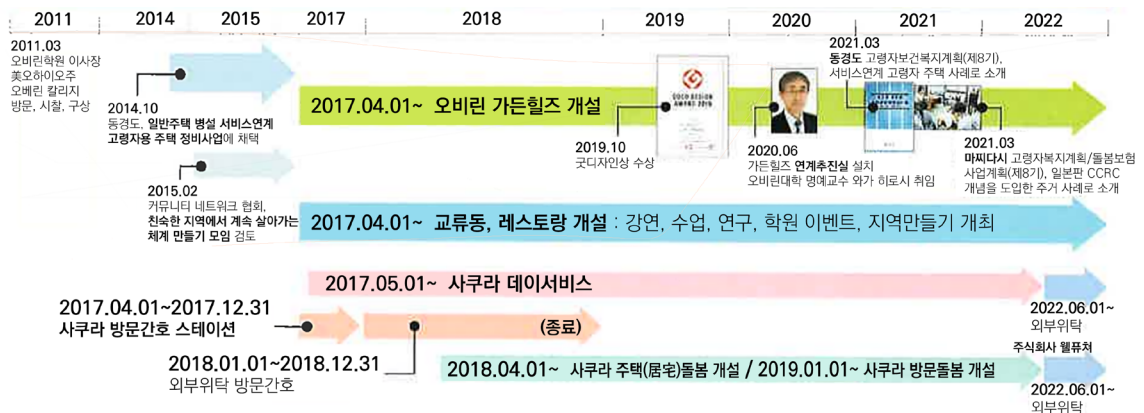 2011 2014 2015 2017 2018 2019 2020 2021 2022
2011.03
오비린학원 이사장
美오하이오주
오베린 칼리지
방문, 시찰, 구상
2014.10
동경도, 일반주택 병설 서비스연계
고령자용 주택 정비사업에 채택
2015.02
커뮤니티 네트워크 협회,
친숙한 지역에서 계속 살아가는
체계 만들기 모임 검토
2017.04.01~ 오비린 가든힐즈 개설
GOOD DESIGN
AWARD 2019
2019.10
굿디자인상 수상
2020.06
가든힐즈 연계추진실 설치
오비린대학 명예교수 와가 히로시 취임
2021.03
동경도 고령자보건복지계획(제8기),
서비스연계 고령자 주택 사례로 소개
2021.03
마찌다시 고령자복지계획/돌봄보험
사업계획(제8기), 일본판 CCRC
개념을 도입한 주거 사례로 소개
2017.04.01~ 교류동, 레스토랑 개설 : 강연, 수업, 연구, 학원 이벤트, 지역만들기 개최
2017.05.01~ 사쿠라 데이서비스
2022.06.01~
외부위탁
2017.04.01~2017.12.31
사쿠라 방문간호 스테이션
(종료)
2018.01.01~2018.12.31
외부위탁 방문간호
2018.04.01~ 사쿠라 주택(居宅)돌봄 개설 / 2019.01.01~ 사쿠라 방문돌봄 개설
주식회사 웰퓨쳐
2022.06.01~
외부위탁